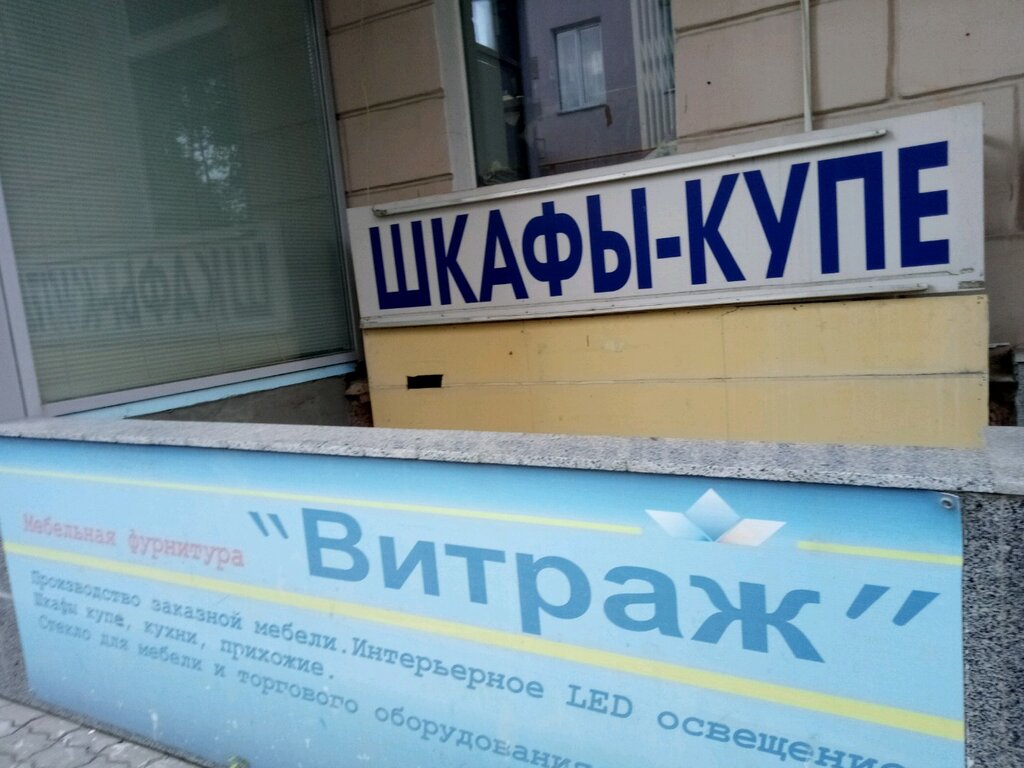 ШКАФЫ-КУПЕ
"Витраж"
Мебельная фурнитура
Производство заказной мебели. Интерьерное LED освещение
Шкафы купе, кухни, прихожие.
Стекло для мебели и торгового оборудования